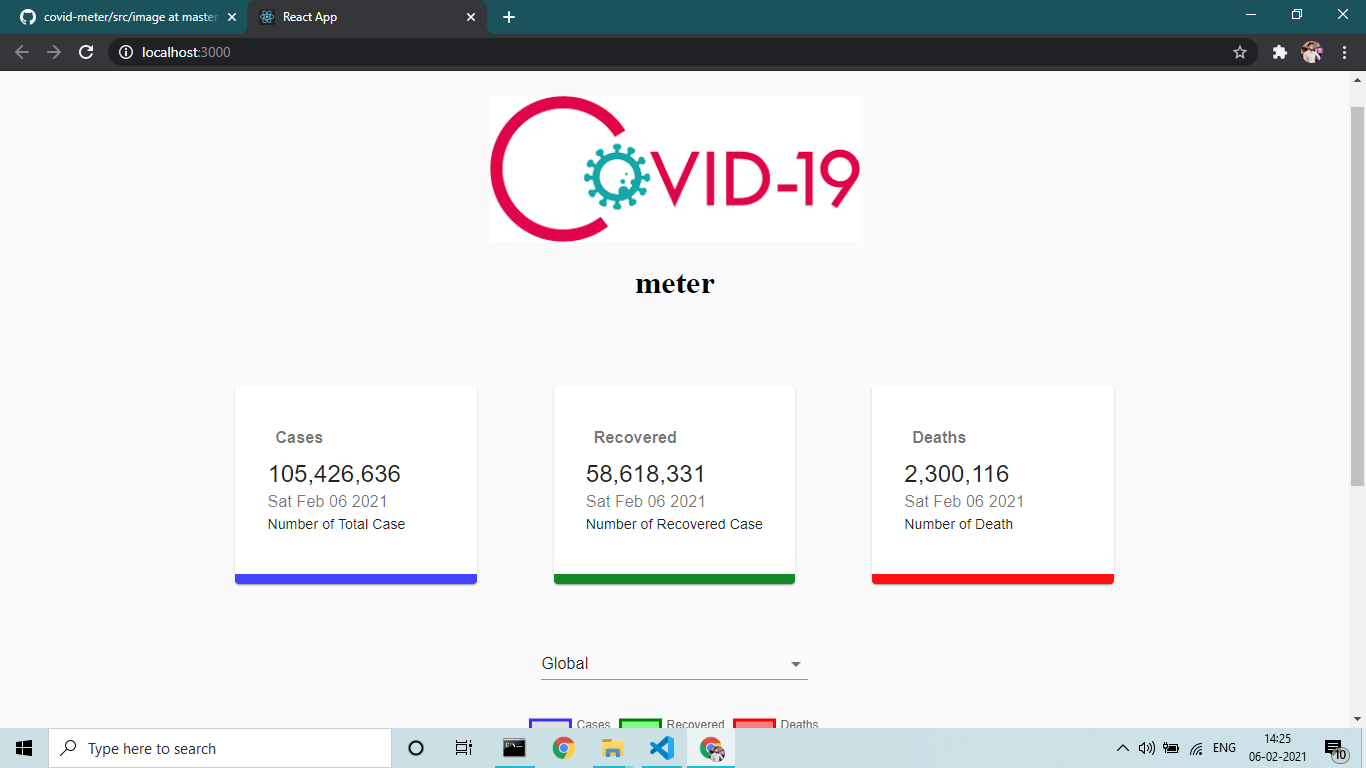 covid-meter/src/image at master
React App
localhost:3000
COVID-19
meter
Cases
105,426,636
Sat Feb 06 2021
Number of Total Case
Recovered
58,618,331
Sat Feb 06 2021
Number of Recovered Case
Deaths
2,300,116
Sat Feb 06 2021
Number of Death
Global
Cases Recovered Deaths
Type here to search
ENG
14:25
06-02-2021
10